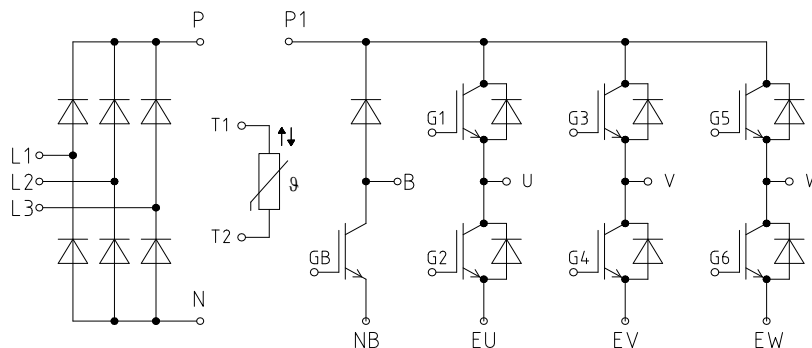 P P1
T1 G1 G3 G5
L1
L2 B U V W
L3 ϑ
T2 GB G2 G4 G6
N
NB EU EV EW